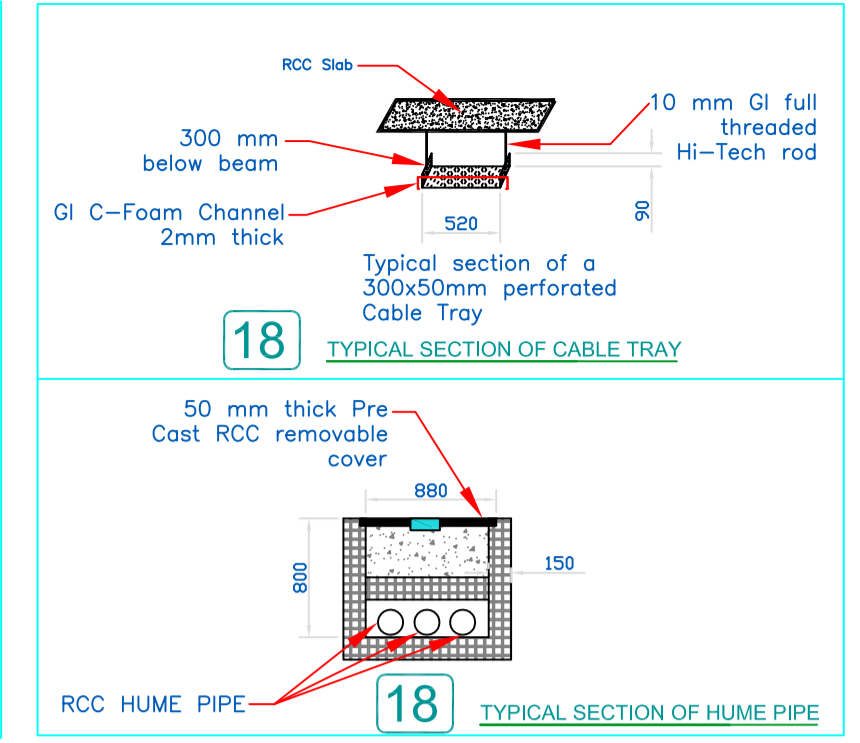 RCC Slab
10 mm GI full
threaded
Hi-Tech rod
300 mm
below beam
GI C-Foam Channel
2mm thick
520
90
Typical section of a
300x50mm perforated
Cable Tray
18
TYPICAL SECTION OF CABLE TRAY
50 mm thick Pre
Cast RCC removable
cover
880
800
150
RCC HUME PIPE
18
TYPICAL SECTION OF HUME PIPE